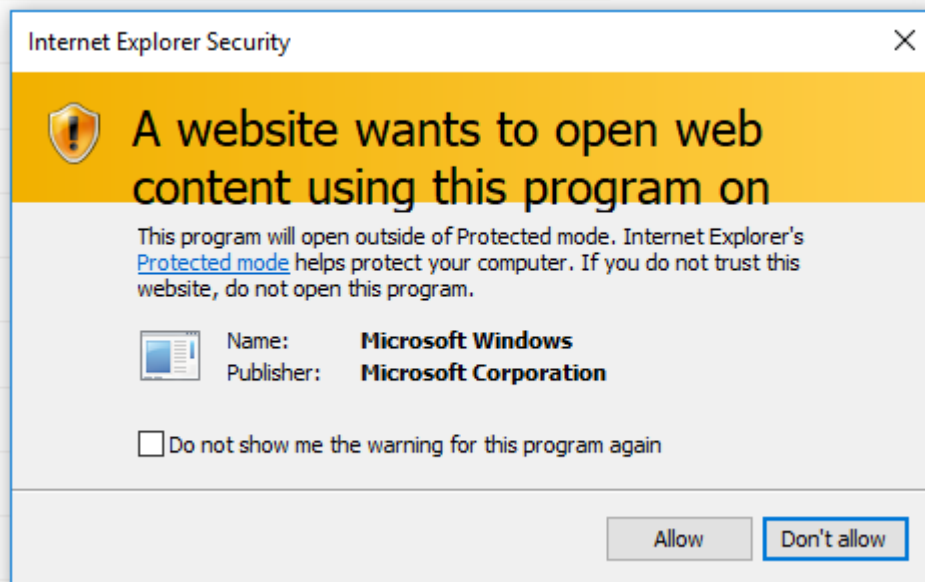 Internet Explorer Security
A website wants to open web
content using this program on
This program will open outside of Protected mode. Internet Explorer's
Protected mode helps protect your computer. If you do not trust this
website, do not open this program.
Name: Microsoft Windows
Publisher: Microsoft Corporation
Do not show me the warning for this program again
Allow Don't allow